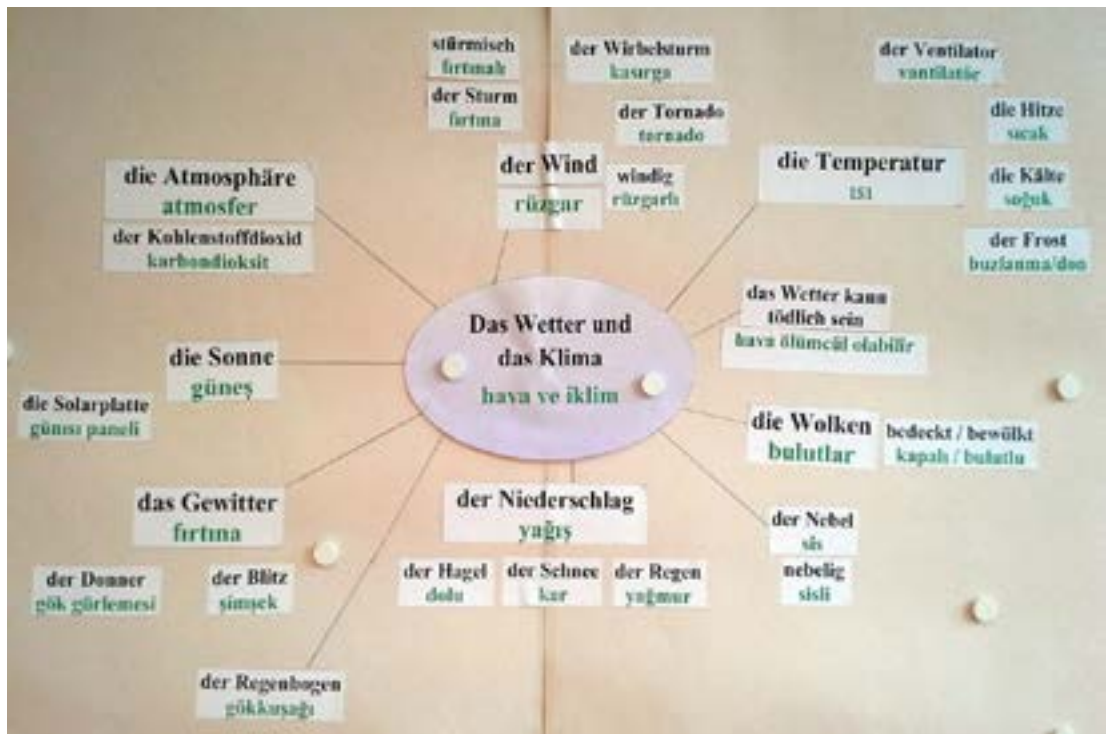 stürmisch
fırtınalı
der Sturm
fırtına
der Wirbelsturm
kasırga
der Tornado
tornado
der Wind
rüzgar
windig
rüzgarlı
der Ventilator
vantilatör
die Hitze
sıcak
die Temperatur
ısı
die Kälte
soğuk
der Frost
buzlanma/don
die Atmosphäre
atmosfer
der Kohlenstoffdioxid
karbondioksit
Das Wetter und
das Klima
hava ve iklim
das Wetter kann
tödlich sein
hava ölümcül olabilir
die Sonne
güneş
die Solarplatte
günısı paneli
die Wolken
bulutlar
bedeckt / bewölkt
kapalı / bulutlu
das Gewitter
fırtına
der Donner
gök gürlemesi
der Blitz
şimşek
der Niederschlag
yağış
der Hagel
dolu
der Schnee
kar
der Regen
yağmur
der Nebel
sis
nebelig
sisli
der Regenbogen
gökkuşağı